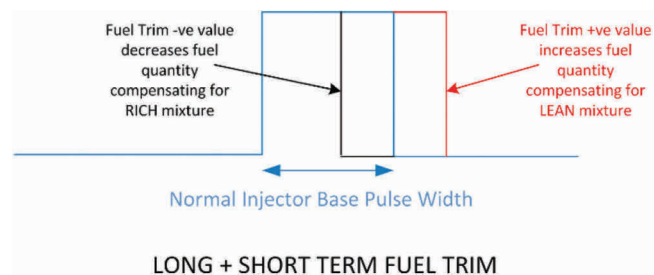 Fuel Trim -ve value
decreases fuel
quantity
compensating for
RICH mixture
Fuel Trim +ve value
increases fuel
quantity
compensating for
LEAN mixture
Normal Injector Base Pulse Width
LONG + SHORT TERM FUEL TRIM